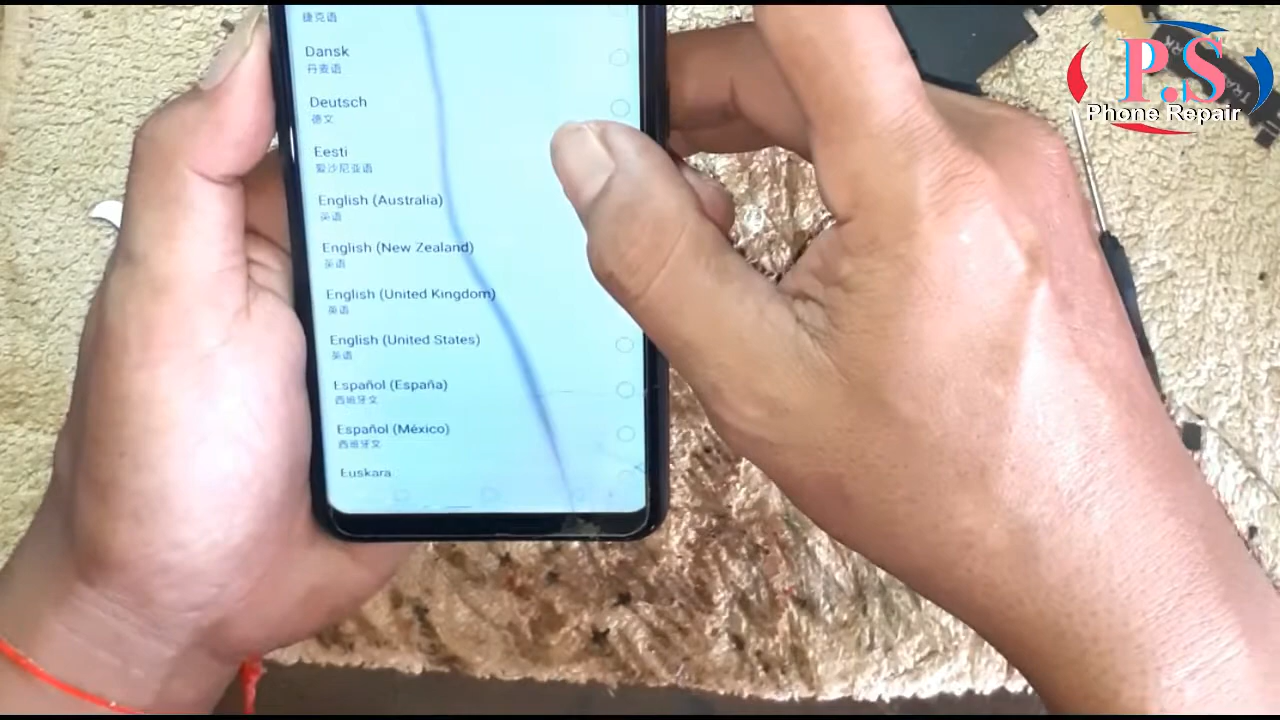 捷克语
Dansk
丹麦语
Deutsch
德文
Eesti
爱沙尼亚语
English (Australia)
英语
English (New Zealand)
英语
English (United Kingdom)
英语
English (United States)
英语
Español (España)
西班牙文
Español (México)
西班牙文
Euskara
P.S
Phone Repair